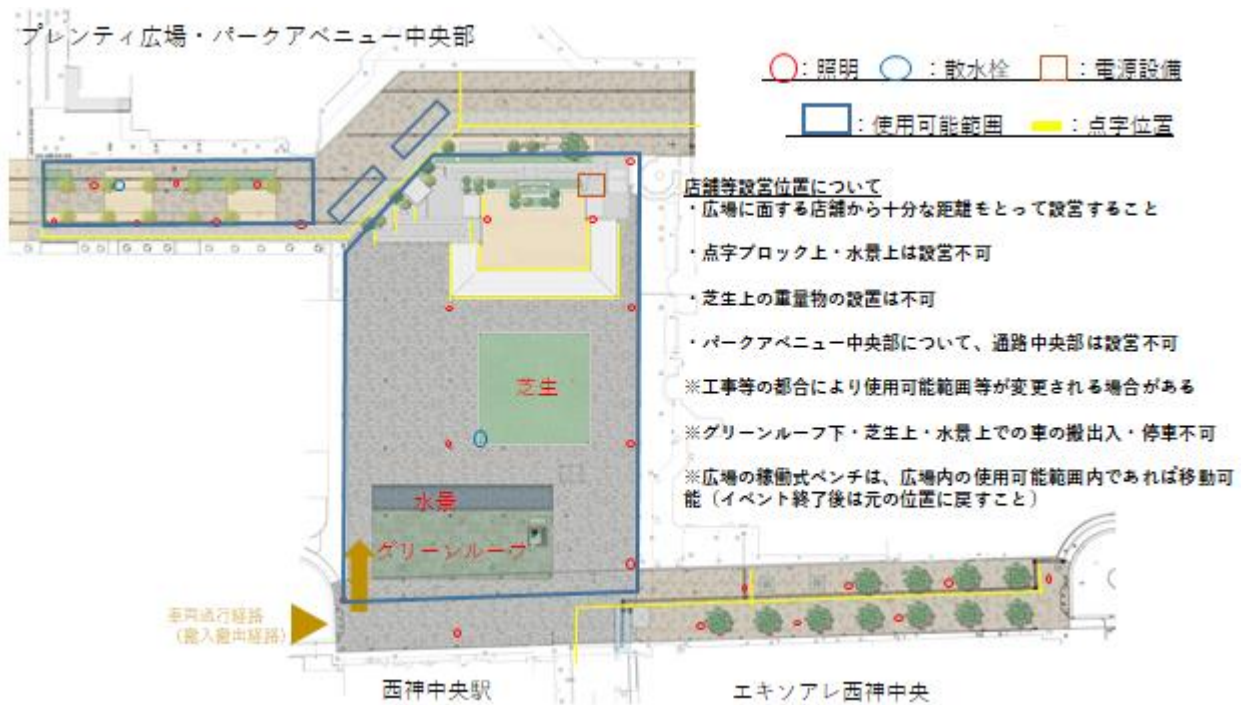 プレンティ広場・パークアベニュー中央部
：照明　：散水栓　：電源設備
：使用可能範囲　：点字位置
店舗等設営位置について
・広場に面する店舗から十分な距離をとって設営すること
・点字ブロック上・水景上は設営不可
・芝生上の重量物の設置は不可
・パークアベニュー中央部について、通路中央部は設営不可
※工事等の都合により使用可能範囲等が変更される場合がある
※グリーンルーフ下・芝生上・水景上での車の搬出入・停車不可
※広場の稼働式ベンチは、広場内の使用可能範囲内であれば移動可
能（イベント終了後は元の位置に戻すこと）
芝生
水景
グリーンルーフ
車両通行経路
（搬入搬出経路）
西神中央駅
エキソアレ西神中央